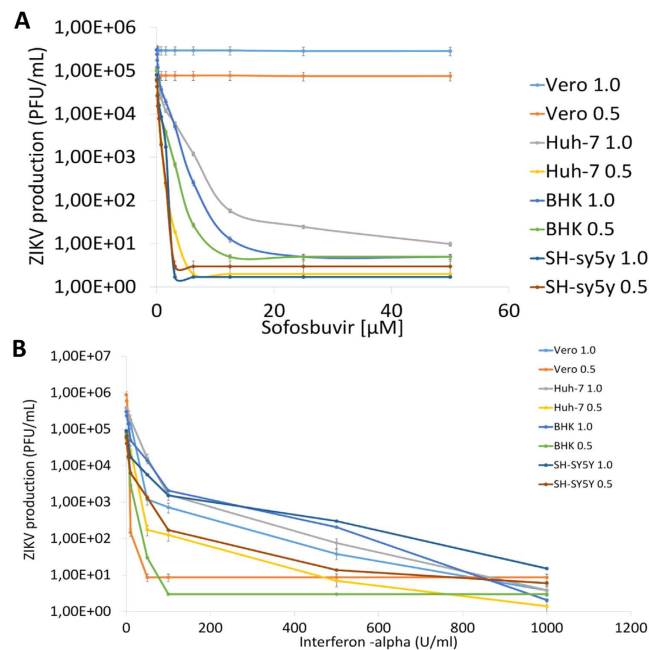 A
ZIKV production (PFU/mL)
1,00E+06
1,00E+05
1,00E+04
1,00E+03
1,00E+02
1,00E+01
1,00E+00
0
20
40
60
Sofosbuvir [µM]
Vero 1.0
Vero 0.5
Huh-7 1.0
Huh-7 0.5
BHK 1.0
BHK 0.5
SH-sy5y 1.0
SH-sy5y 0.5
B
ZIKV production (PFU/mL)
1,00E+07
1,00E+06
1,00E+05
1,00E+04
1,00E+03
1,00E+02
1,00E+01
1,00E+00
0
200
400
600
800
1000
1200
Interferon -alpha (U/ml)
Vero 1.0
Vero 0.5
Huh-7 1.0
Huh-7 0.5
BHK 1.0
BHK 0.5
SH-SY5Y 1.0
SH-SY5Y 0.5